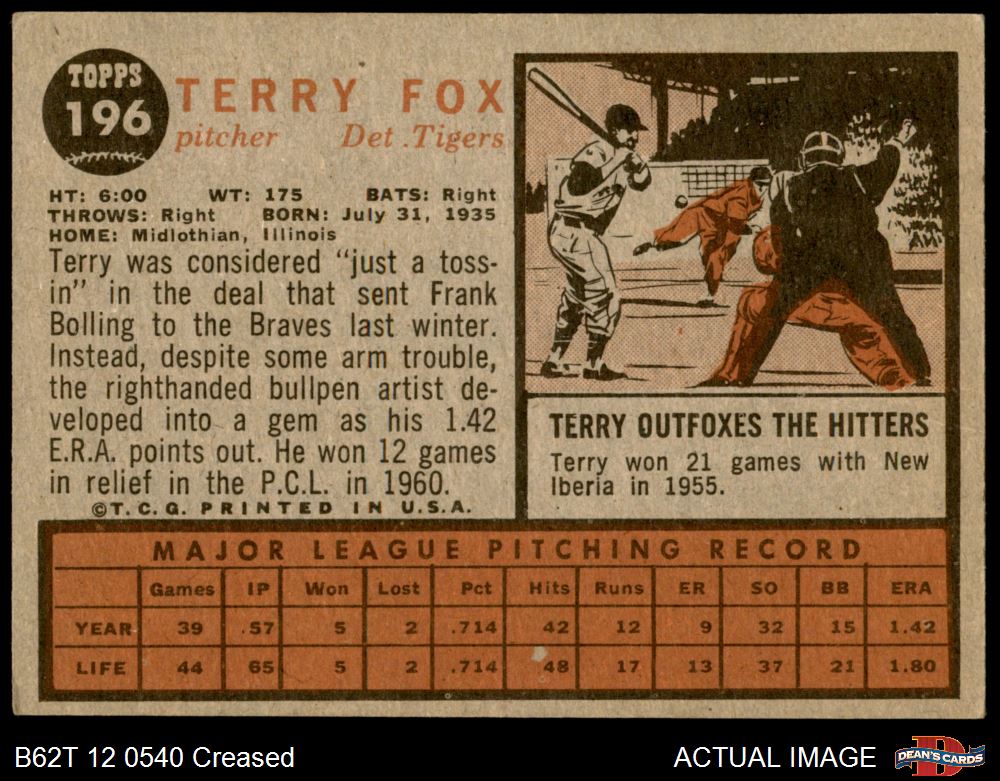 TOPPS
196
TERRY FOX
pitcher Det. Tigers
HT: 6:00 WT: 175 BATS: Right
THROWS: Right BORN: July 31, 1935
HOME: Midlothian, Illinois
Terry was considered "just a toss-
in" in the deal that sent Frank
Bolling to the Braves last winter.
Instead, despite some arm trouble,
the righthanded bullpen artist de-
veloped into a gem as his 1.42
E.R.A. points out. He won 12 games
in relief in the P.C.L. in 1960.
©T.C.G. PRINTED IN U.S.A.
TERRY OUTFOXES THE HITTERS
Terry won 21 games with New
Iberia in 1955.
MAJOR LEAGUE PITCHING RECORD
Games IP Won Lost Pct Hits Runs ER SO BB ERA
YEAR 39 57 5 2 .714 42 12 9 32 15 1.42
LIFE 44 65 5 2 .714 48 17 13 37 21 1.80
B62T 12 0540 Creased
ACTUAL IMAGE
D
DEAN'S CARDS